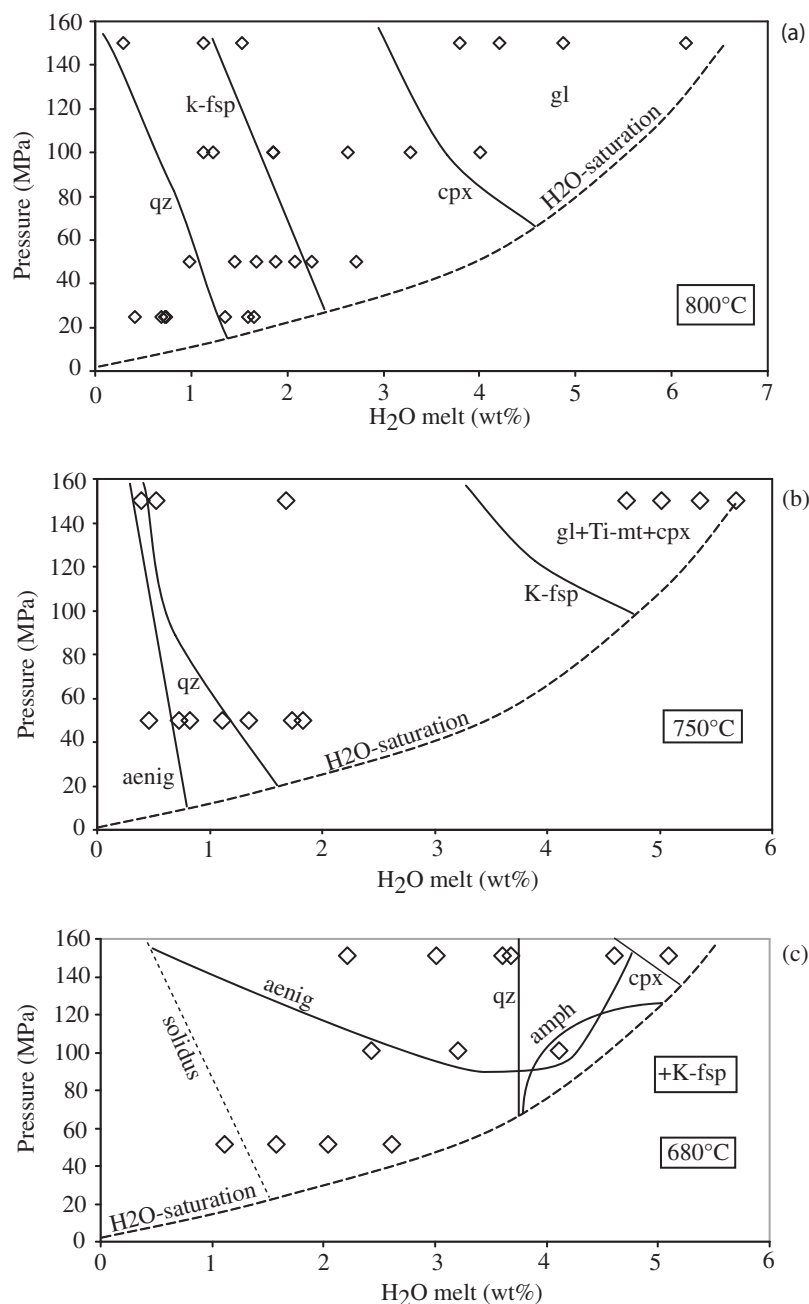 (a)
160
140
120
100
80
60
40
20
0
Pressure (MPa)
k-fsp
qz
gl
cpx
H2O-saturation
800°C
0 1 2 3 4 5 6 7
H₂O melt (wt%)
(b)
160
140
120
100
80
60
40
20
0
Pressure (MPa)
gl+Ti-mt+cpx
K-fsp
qz
aenig
H2O-saturation
750°C
0 1 2 3 4 5 6
H₂O melt (wt%)
(c)
160
140
120
100
80
60
40
20
0
Pressure (MPa)
aenig
solidus
qz
amph
cpx
+K-fsp
680°C
H2O-saturation
0 1 2 3 4 5 6
H₂O melt (wt%)